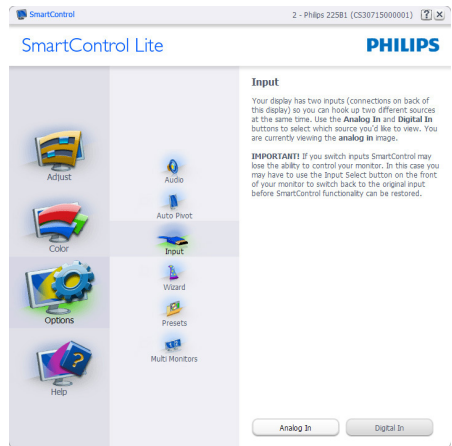 SmartControl
2 - Philips 225B1 (CS30715000001)
?
SmartControl Lite
PHILIPS
Adjust
Color
Options
Help
Audio
Auto Pivot
Input
Wizard
Presets
Multi Monitors
Input
Your display has two inputs (connections on back of
this display) so you can hook up two different sources
at the same time. Use the Analog In and Digital In
buttons to select which source you'd like to view. You
are currently viewing the analog in image.
IMPORTANT! If you switch inputs SmartControl may
lose the ability to control your monitor. In this case you
may have to use the Input Select button on the front
of your monitor to switch back to the original input
before SmartControl functionality can be restored.
Analog In
Digital In